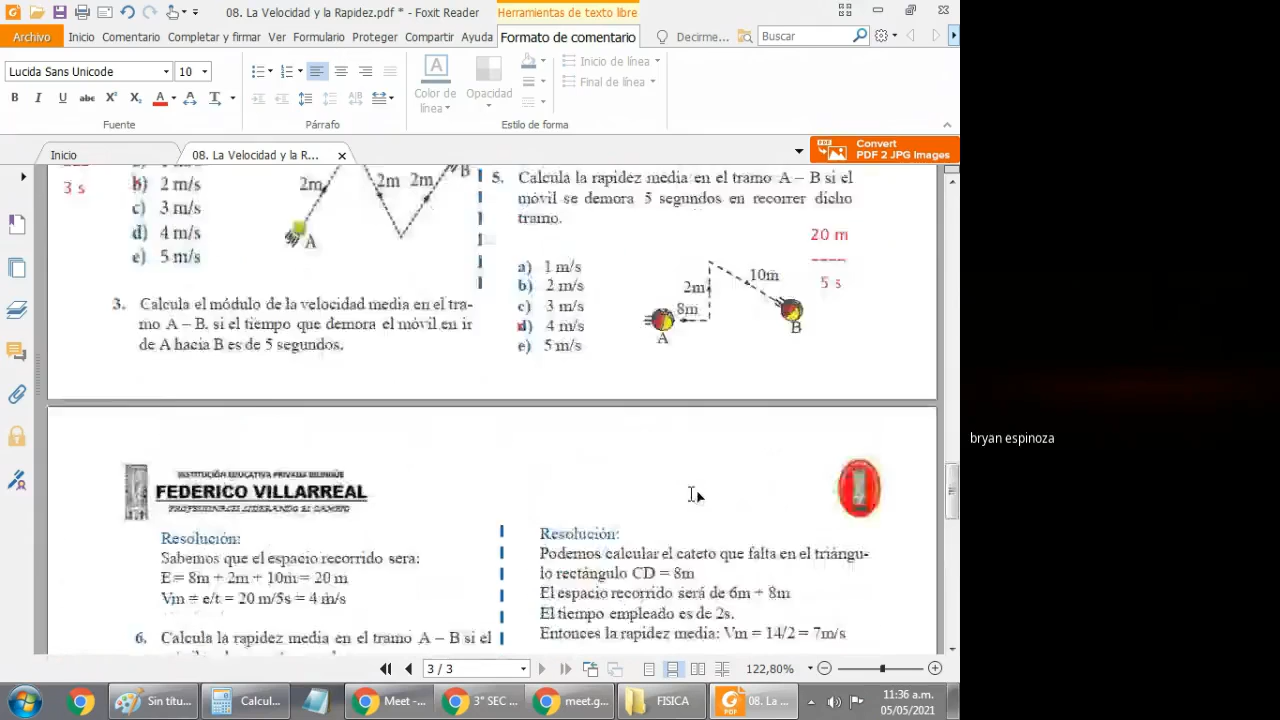 08. La Velocidad y la Rapidez.pdf * - Foxit Reader
Herramientas de texto libre
Archivo
Inicio
Comentario
Completar y firmar
Ver
Formulario
Proteger
Compartir
Ayuda
Formato de comentario
Decirme...
Buscar
Lucida Sans Unicode
10
Color de línea
Opacidad
Inicio de línea
Final de línea
Fuente
Párrafo
Estilo de forma
Inicio
08. La Velocidad y la R...
Convert
PDF 2 JPG Images
3 s
b) 2 m/s
c) 3 m/s
d) 4 m/s
e) 5 m/s
2m
2m
2m
B
A
3. Calcula el módulo de la velocidad media en el tra-
mo A – B. si el tiempo que demora el móvil en ir
de A hacia B es de 5 segundos.
5. Calcula la rapidez media en el tramo A – B si el
móvil se demora 5 segundos en recorrer dicho
tramo.
20 m
----
5 s
a) 1 m/s
b) 2 m/s
c) 3 m/s
d) 4 m/s
e) 5 m/s
10m
2m
8m
A
B
INSTITUCIÓN EDUCATIVA PRIVADA BILINGÜE
FEDERICO VILLARREAL
Resolución:
Sabemos que el espacio recorrido sera:
E = 8m + 2m + 10m = 20 m
Vm = e/t = 20 m/5s = 4 m/s
6. Calcula la rapidez media en el tramo A – B si el
Resolución:
Podemos calcular el cateto que falta en el triángu-
lo rectángulo CD = 8m
El espacio recorrido será de 6m + 8m
El tiempo empleado es de 2s.
Entonces la rapidez media: Vm = 14/2 = 7m/s
3 / 3
122,80%
Sin títu...
Calcul...
Meet -...
3° SEC ...
meet.g...
FISICA
08. La ...
11:36 a.m.
05/05/2021
bryan espinoza